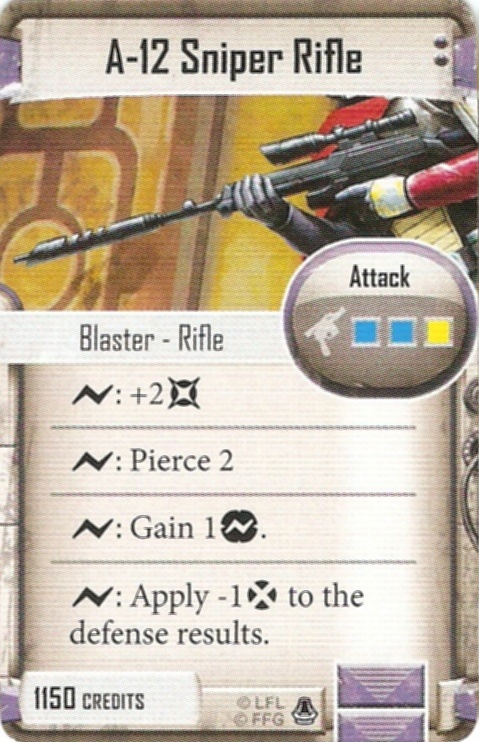 A-12 Sniper Rifle
Attack
Blaster - Rifle
: +2
: Pierce 2
: Gain 1.
: Apply -1 to the
defense results.
1150 CREDITS
© LFL
© FFG